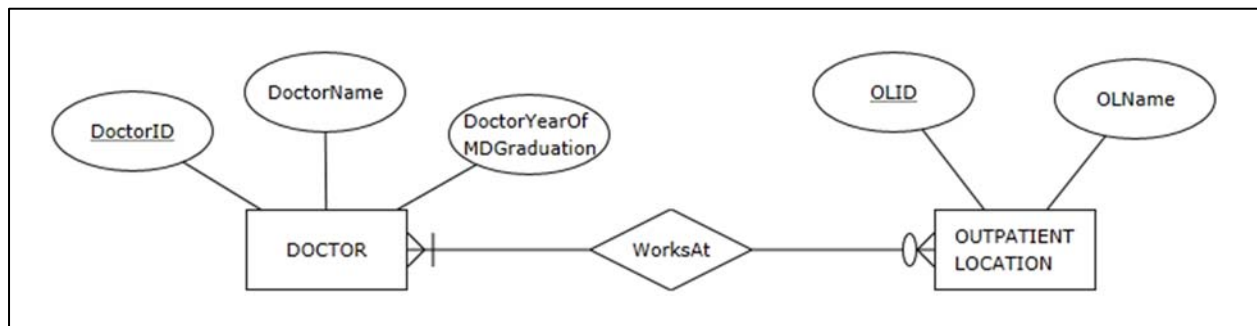 DoctorID
DoctorName
DoctorYearOf
MDGraduation
OLID
OLName
DOCTOR
WorksAt
OUTPATIENT
LOCATION